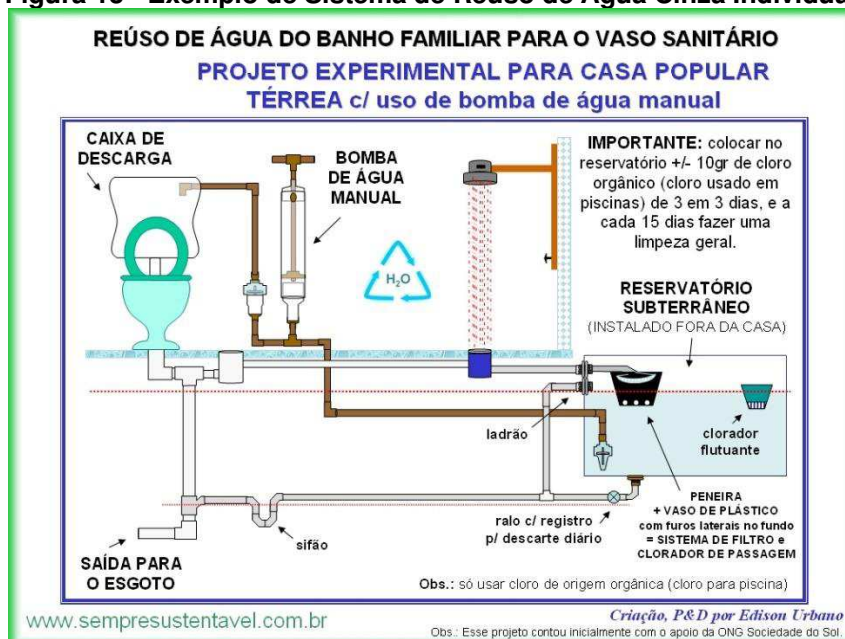 REÚSO DE ÁGUA DO BANHO FAMILIAR PARA O VASO SANITÁRIO
PROJETO EXPERIMENTAL PARA CASA POPULAR
TÉRREA c/ uso de bomba de água manual
CAIXA DE
DESCARGA
BOMBA
DE ÁGUA
MANUAL
H₂O
IMPORTANTE: colocar no
reservatório +/- 10gr de cloro
orgânico (cloro usado em
piscinas) de 3 em 3 dias, e a
cada 15 dias fazer uma
limpeza geral.
RESERVATÓRIO
SUBTERRÂNEO
(INSTALADO FORA DA CASA)
ladrão
clorador
flutuante
PENEIRA
+ VASO DE PLÁSTICO
com furos laterais no fundo
= SISTEMA DE FILTRO e
CLORADOR DE PASSAGEM
ralo c/ registro
p/ descarte diário
sifão
SAÍDA PARA
O ESGOTO
Obs.: só usar cloro de origem orgânica (cloro para piscina)
www.sempresustentavel.com.br
Criação, P&D por Edison Urbano
Obs.: Esse projeto contou inicialmente com o apoio da ONG Sociedade do Sol.